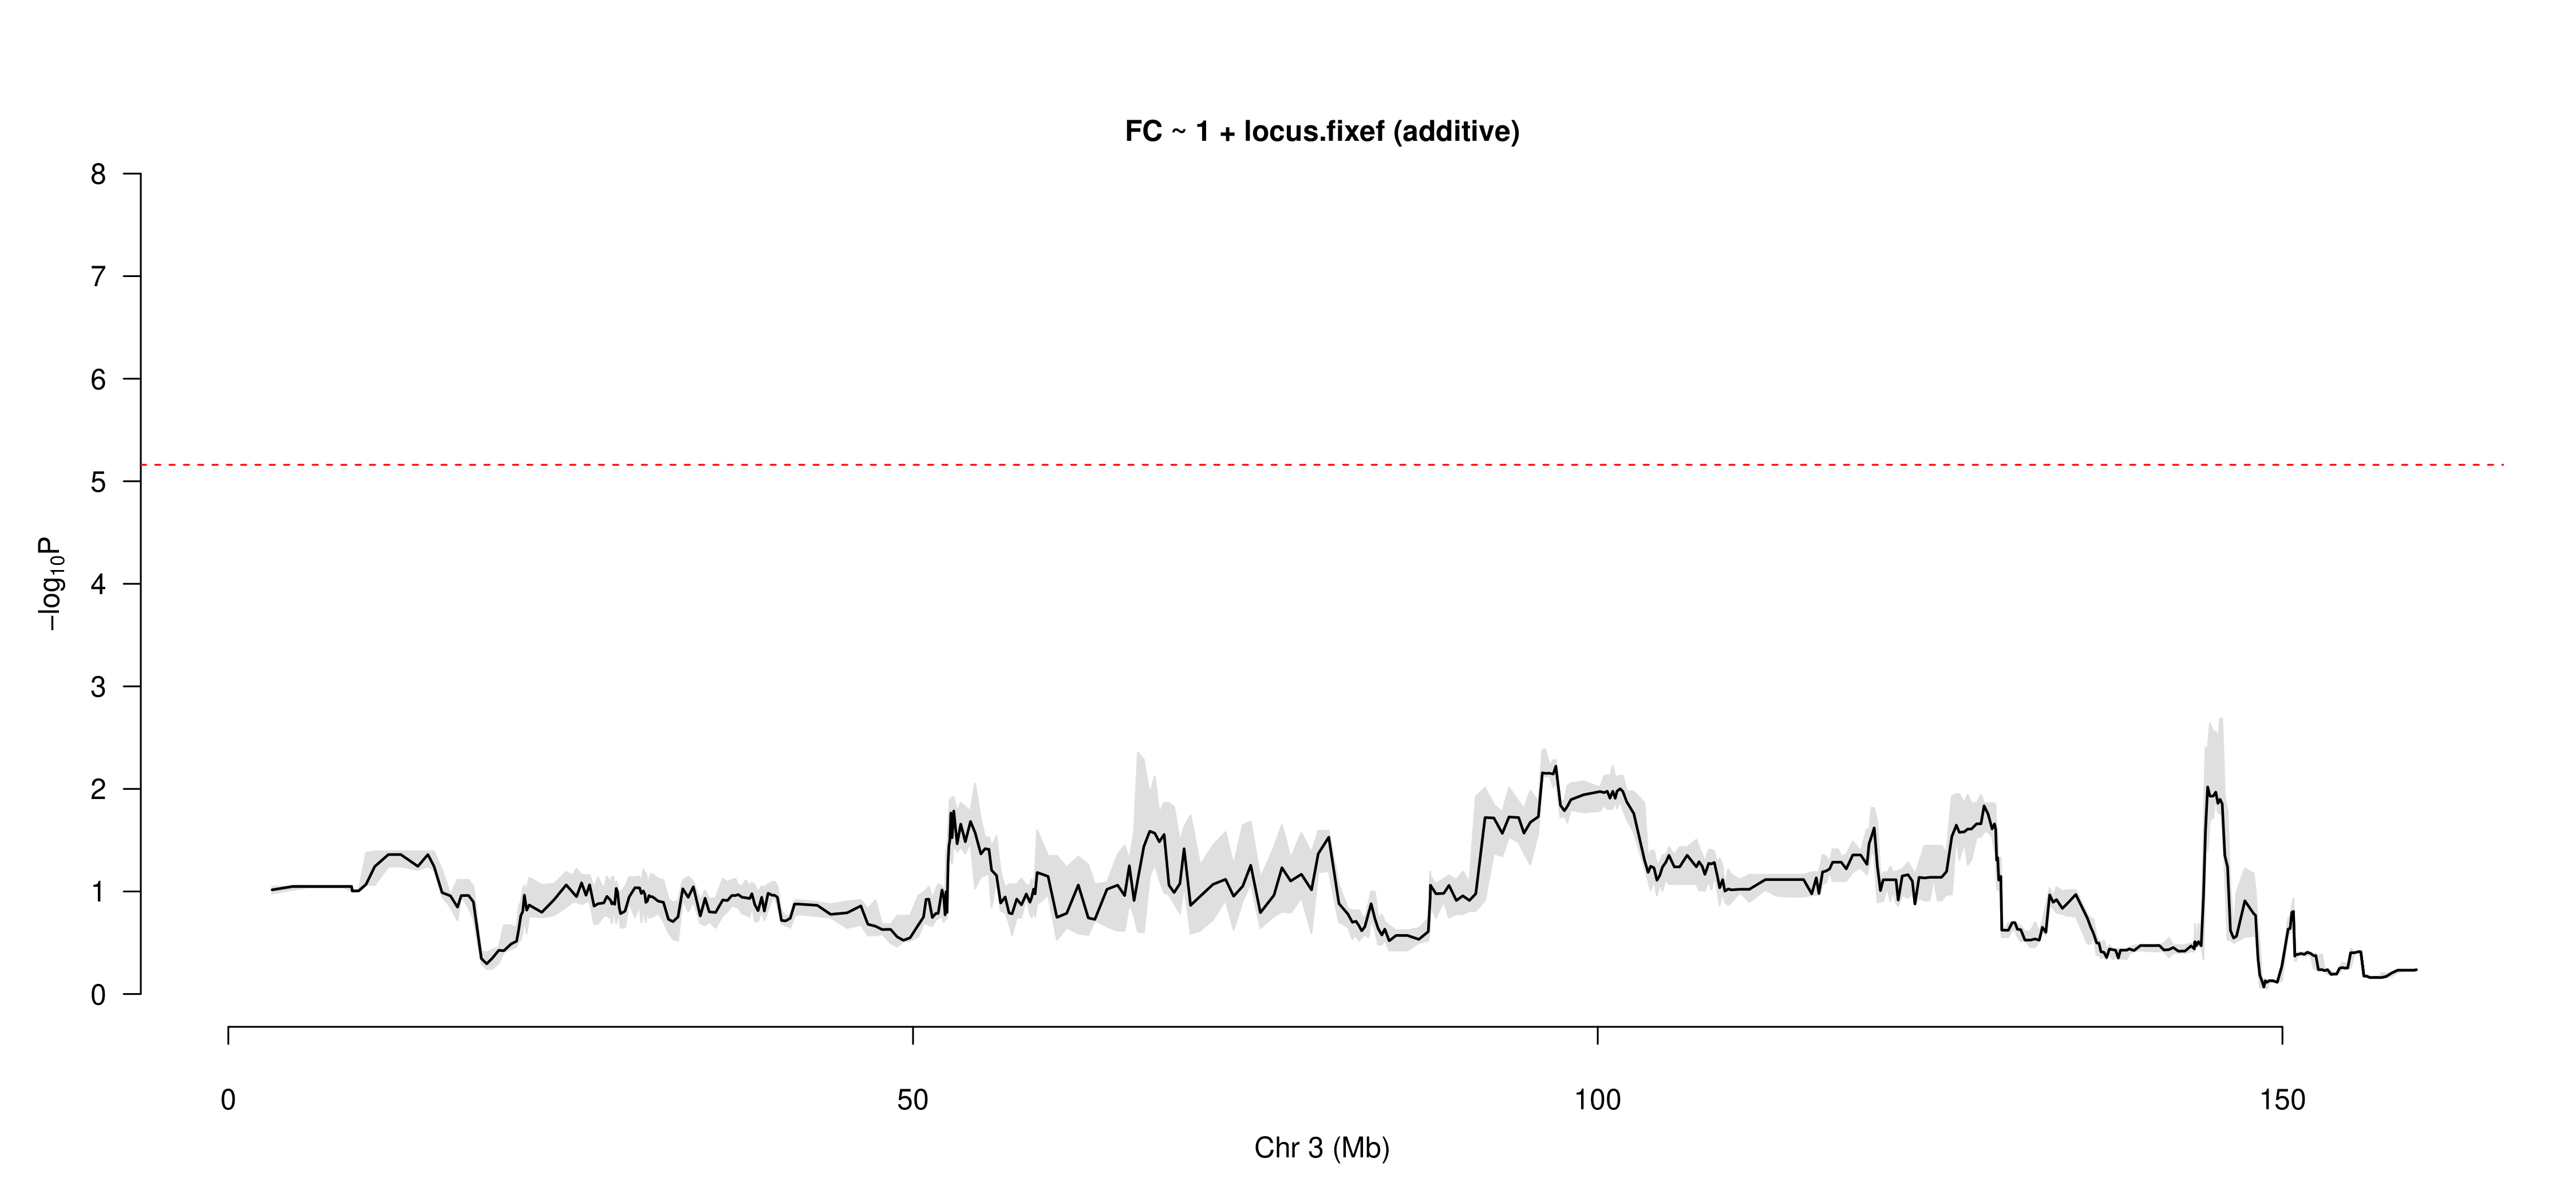 FC ~ 1 + locus.fixef (additive)
8
7
6
5
4
3
2
1
0
−log₁₀P
0 50 100 150
Chr 3 (Mb)